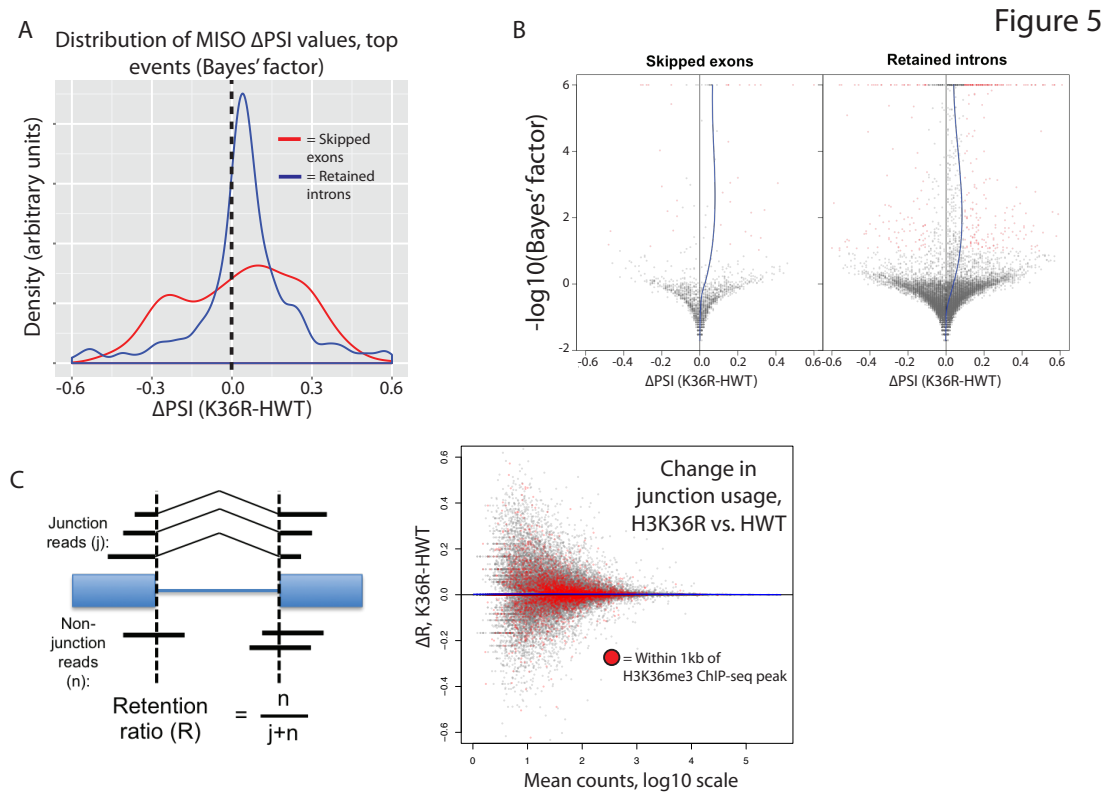 Figure 5
A
Distribution of MISO ΔPSI values, top
events (Bayes' factor)
Density (arbitrary units)
= Skipped
exons
= Retained
introns
-0.6
-0.3
0.0
0.3
0.6
ΔPSI (K36R-HWT)
B
Skipped exons
Retained introns
-log10(Bayes' factor)
6
4
2
0
-2
-0.6
-0.4
-0.2
0.0
0.2
0.4
0.6
-0.6
-0.4
-0.2
0.0
0.2
0.4
0.6
ΔPSI (K36R-HWT)
ΔPSI (K36R-HWT)
C
Junction
reads (j):
Non-
junction
reads
(n):
Retention
ratio (R)
=
n
j+n
Change in
junction usage,
H3K36R vs. HWT
ΔR, K36R-HWT
0.6
0.4
0.2
0.0
-0.2
-0.4
-0.6
= Within 1kb of
H3K36me3 ChIP-seq peak
0
1
2
3
4
5
Mean counts, log10 scale